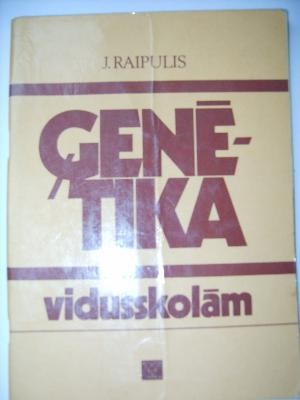 J. RAIPULIS
ĢENĒ-
TIKA
vidusskolām